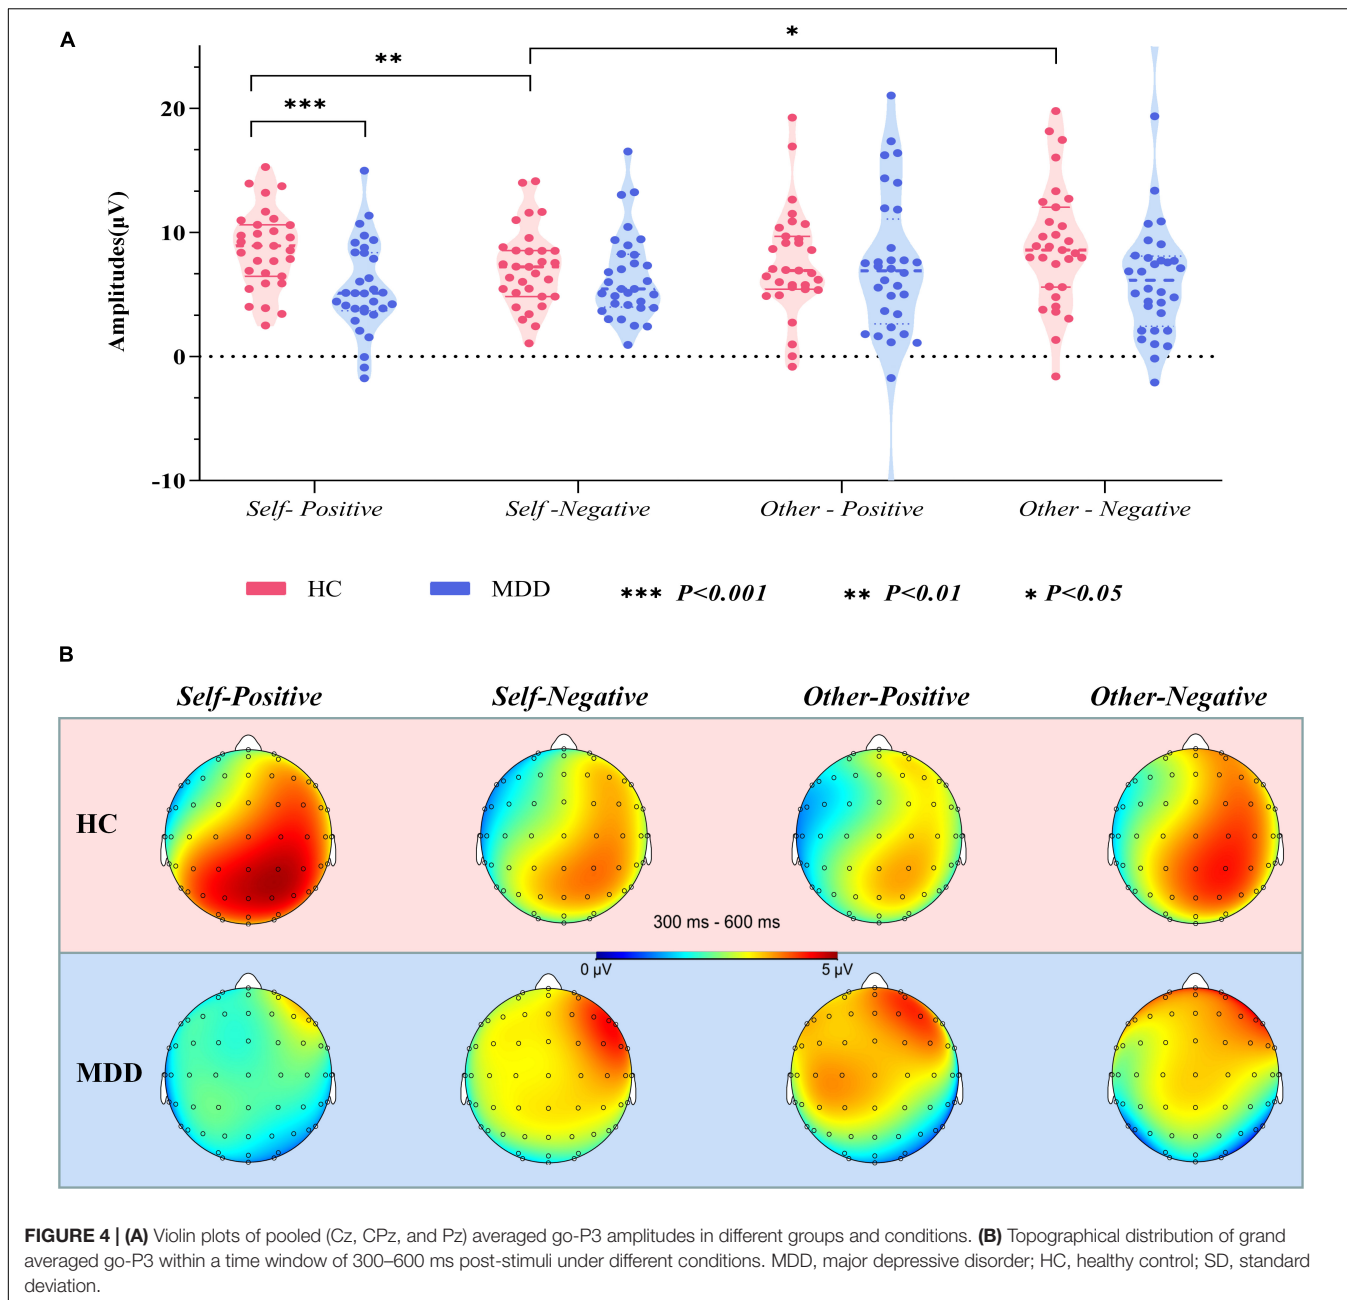 A
*
**
***
20
10
0
-10
Amplitudes(μV)
Self- Positive
Self -Negative
Other - Positive
Other - Negative
HC
MDD
*** P<0.001
** P<0.01
* P<0.05
B
Self-Positive
Self-Negative
Other-Positive
Other-Negative
HC
300 ms - 600 ms
0 μV
5 μV
MDD
FIGURE 4 | (A) Violin plots of pooled (Cz, CPz, and Pz) averaged go-P3 amplitudes in different groups and conditions. (B) Topographical distribution of grand
averaged go-P3 within a time window of 300–600 ms post-stimuli under different conditions. MDD, major depressive disorder; HC, healthy control; SD, standard
deviation.